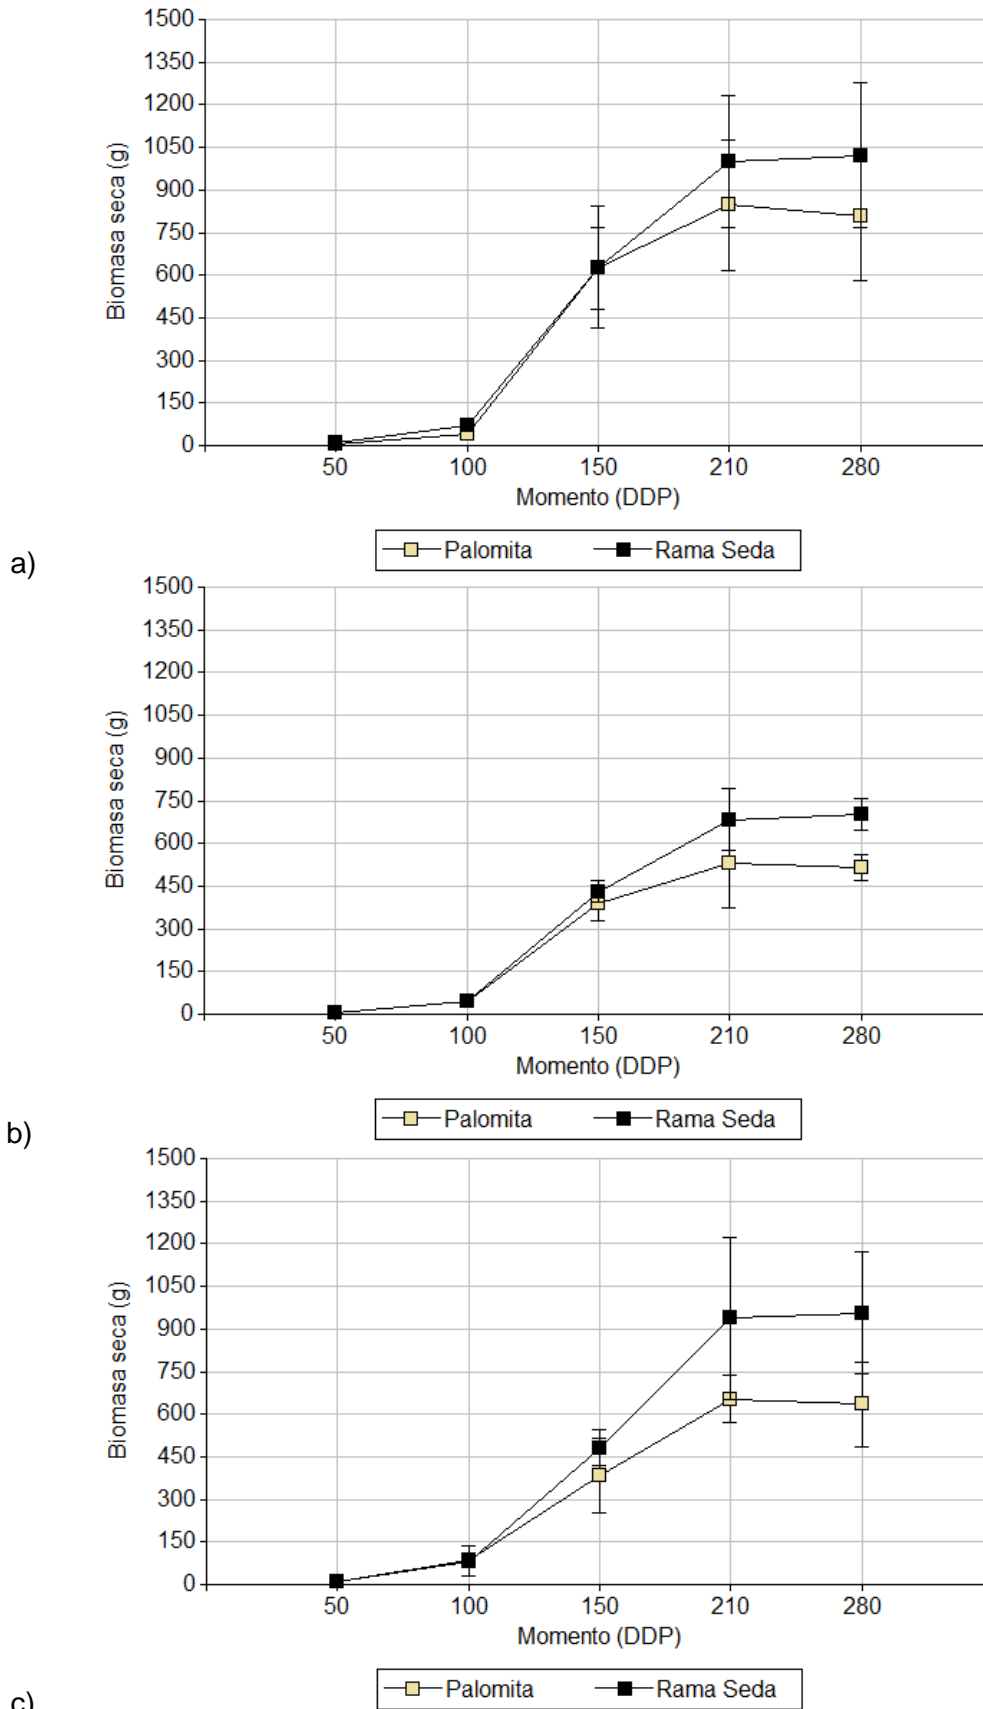 1500
1350
1200
1050
900
750
600
450
300
150
0
Biomasa seca (g)
50 100 150 210 280
Momento (DDP)
Palomita Rama Seda
a)
1500
1350
1200
1050
900
750
600
450
300
150
0
Biomasa seca (g)
50 100 150 210 280
Momento (DDP)
Palomita Rama Seda
b)
1500
1350
1200
1050
900
750
600
450
300
150
0
Biomasa seca (g)
50 100 150 210 280
Momento (DDP)
Palomita Rama Seda
c)